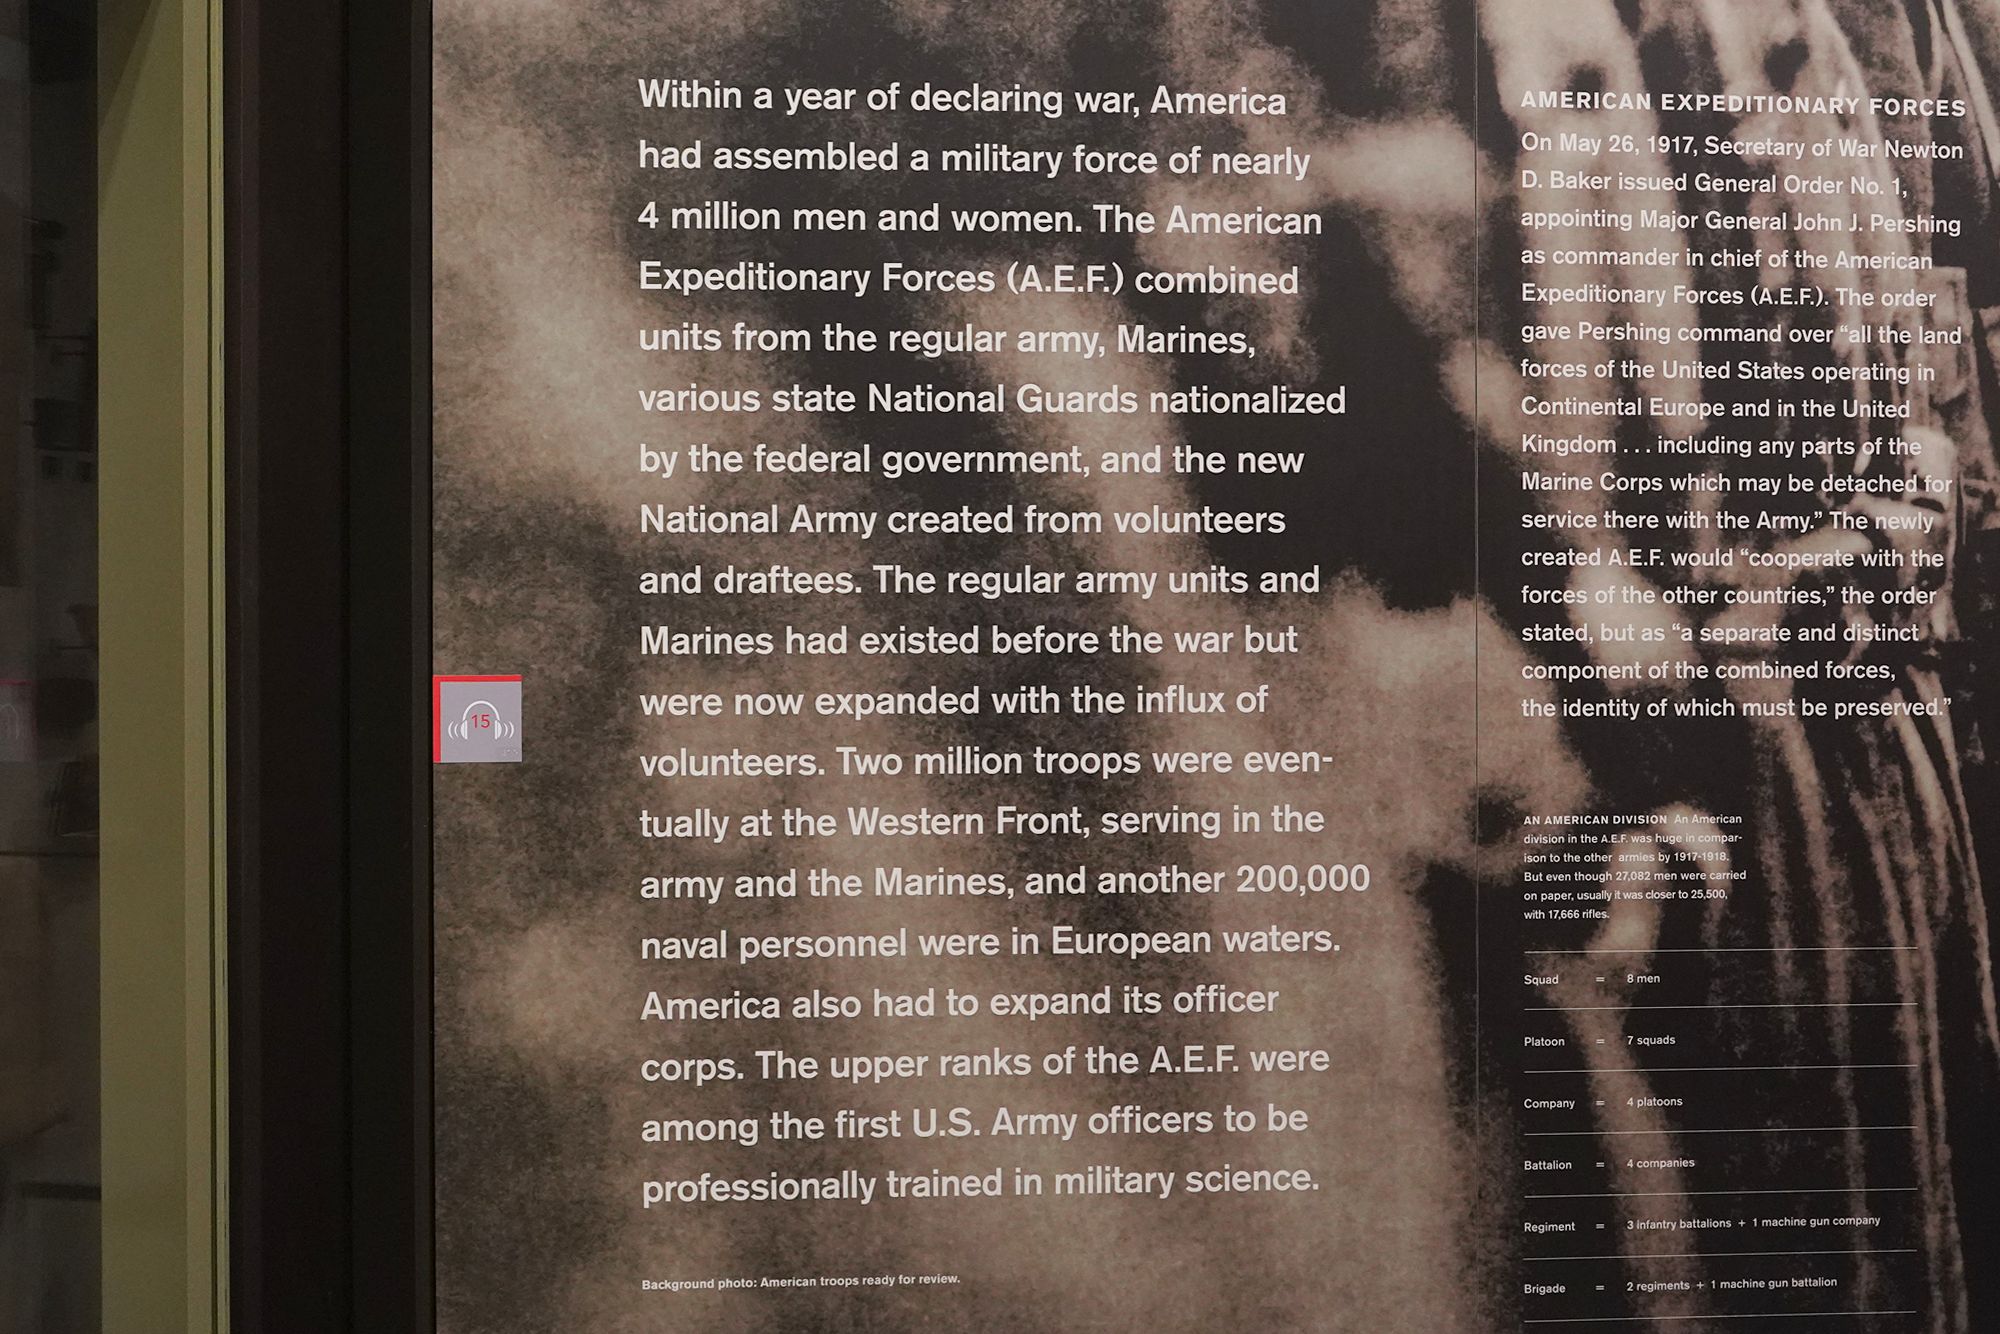 Within a year of declaring war, America
had assembled a military force of nearly
4 million men and women. The American
Expeditionary Forces (A.E.F.) combined
units from the regular army, Marines,
various state National Guards nationalized
by the federal government, and the new
National Army created from volunteers
and draftees. The regular army units and
Marines had existed before the war but
were now expanded with the influx of
volunteers. Two million troops were even-
tually at the Western Front, serving in the
army and the Marines, and another 200,000
naval personnel were in European waters.
America also had to expand its officer
corps. The upper ranks of the A.E.F. were
among the first U.S. Army officers to be
professionally trained in military science.
Background photo: American troops ready for review.
15
AMERICAN EXPEDITIONARY FORCES
On May 26, 1917, Secretary of War Newton
D. Baker issued General Order No. 1,
appointing Major General John J. Pershing
as commander in chief of the American
Expeditionary Forces (A.E.F.). The order
gave Pershing command over “all the land
forces of the United States operating in
Continental Europe and in the United
Kingdom . . . including any parts of the
Marine Corps which may be detached for
service there with the Army.” The newly
created A.E.F. would “cooperate with the
forces of the other countries,” the order
stated, but as “a separate and distinct
component of the combined forces,
the identity of which must be preserved.”
AN AMERICAN DIVISION An American
division in the A.E.F. was huge in compar-
ison to the other armies by 1917-1918.
But even though 27,082 men were carried
on paper, usually it was closer to 25,500,
with 17,666 rifles.
Squad = 8 men
Platoon = 7 squads
Company = 4 platoons
Battalion = 4 companies
Regiment = 3 infantry battalions + 1 machine gun company
Brigade = 2 regiments + 1 machine gun battalion